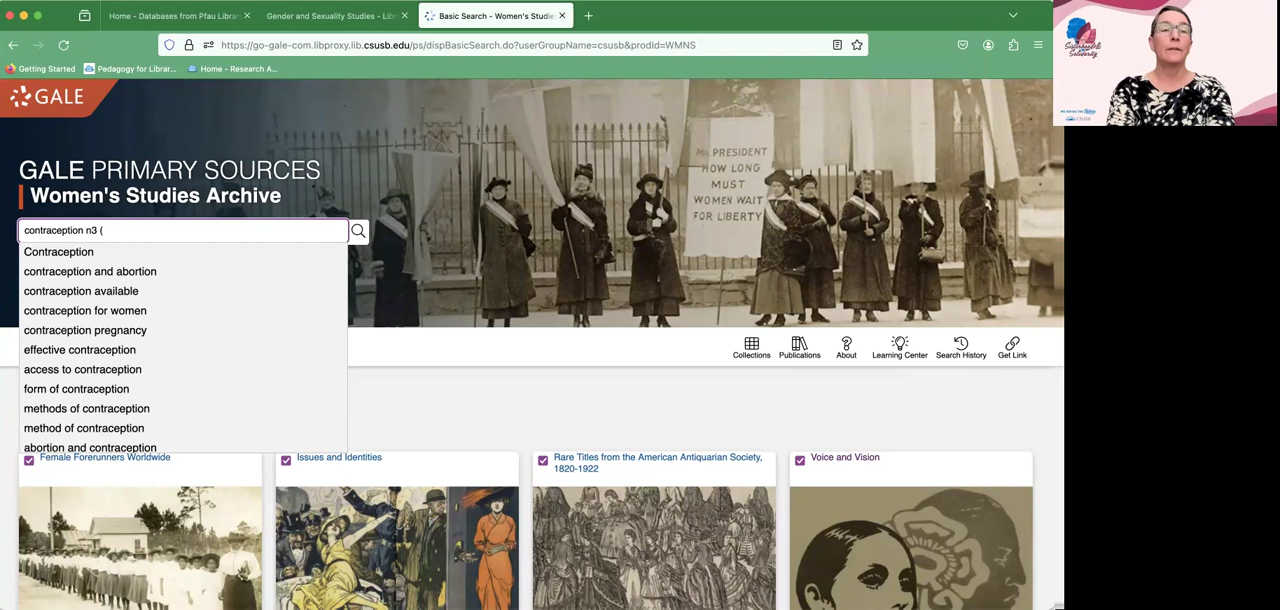 Home - Databases from Pfau Libra
Gender and Sexuality Studies - Lib
Basic Search - Women's Studie
https://go-gale-com.libproxy.lib.csusb.edu/ps/dispBasicSearch.do?userGroupName=csusb&prodId=WMNS
Getting Started
Pedagogy for Librar...
Home - Research A...
GALE
GALE PRIMARY SOURCES
Women's Studies Archive
contraception n3 (
Contraception
contraception and abortion
contraception available
contraception for women
contraception pregnancy
effective contraception
access to contraception
form of contraception
methods of contraception
method of contraception
abortion and contraception
MR PRESIDENT
HOW LONG
MUST
WOMEN WAIT
FOR LIBERTY
Collections
Publications
About
Learning Center
Search History
Get Link
Female Forerunners Worldwide
Issues and Identities
Rare Titles from the American Antiquarian Society,
1820-1922
Voice and Vision
Sisterhood &
Solidarity
CSUSB